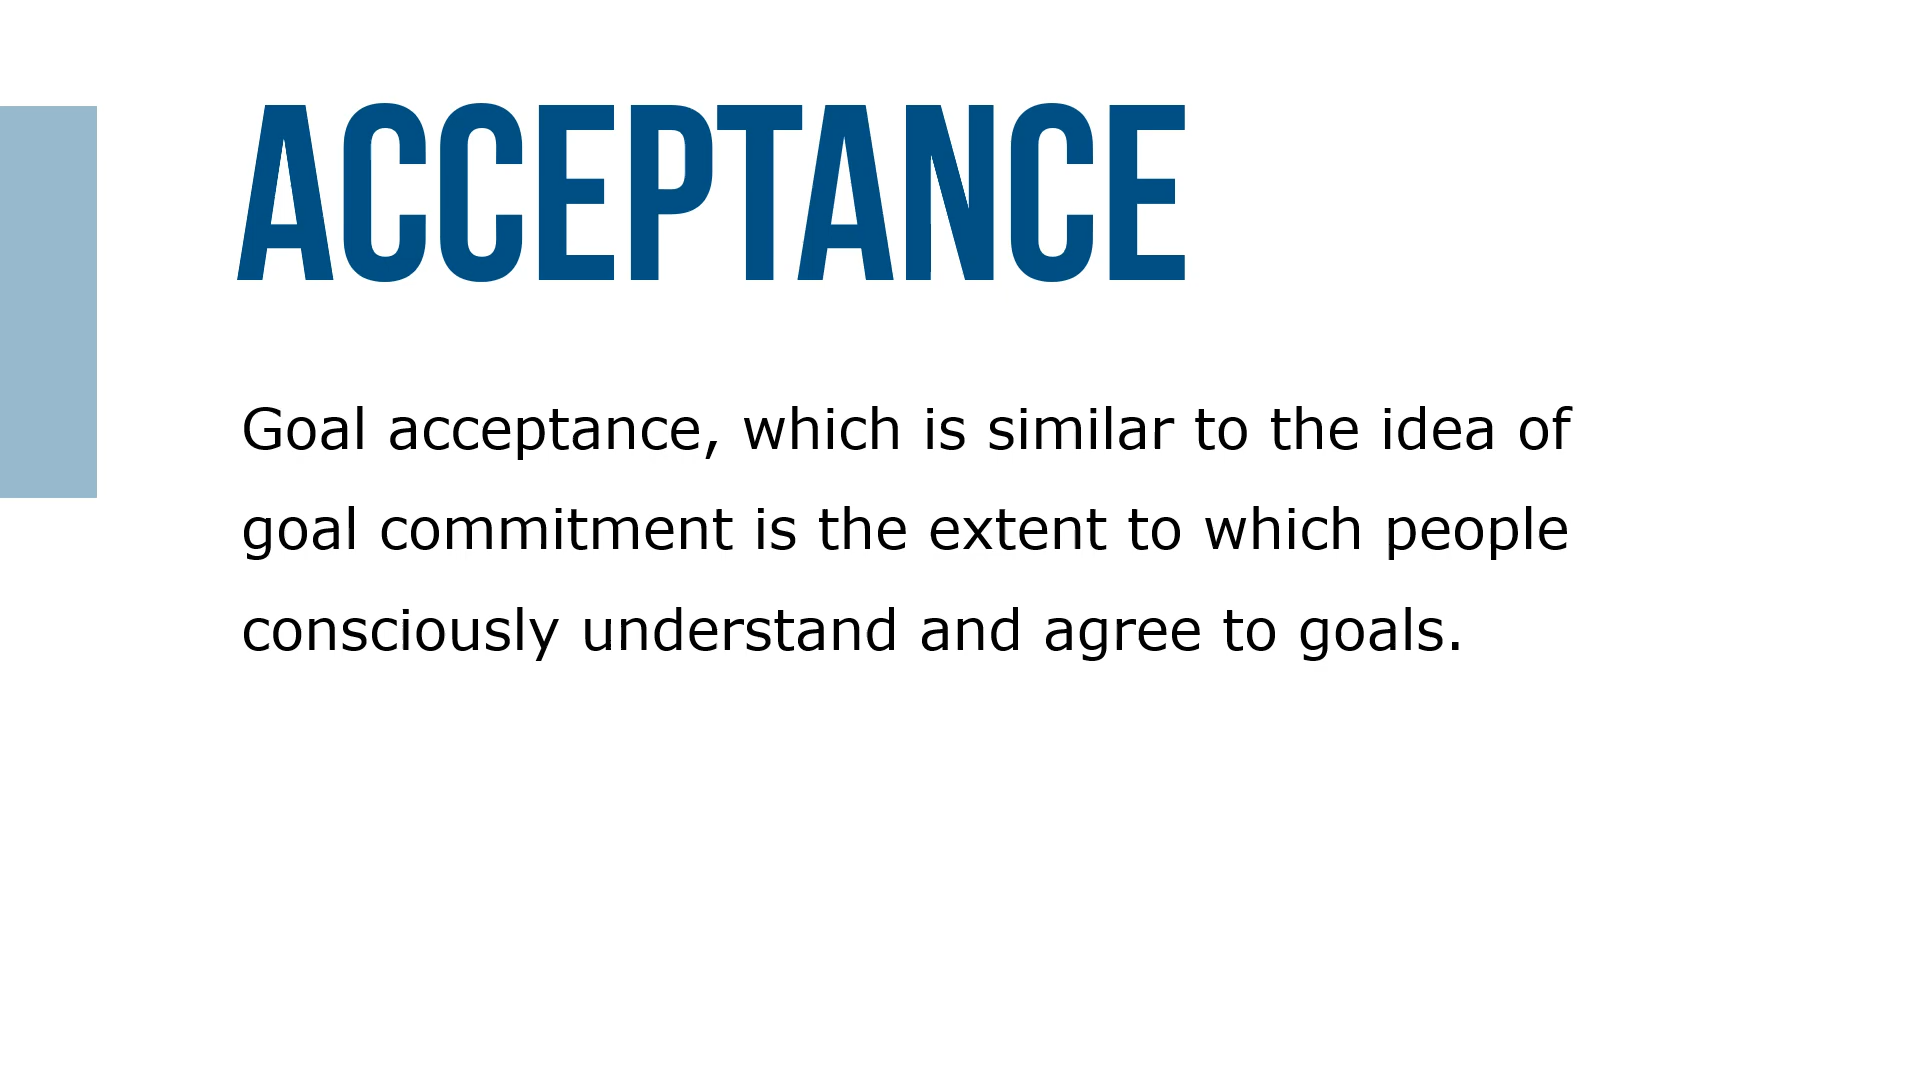 ACCEPTANCE
Goal acceptance, which is similar to the idea of
goal commitment is the extent to which people
consciously understand and agree to goals.